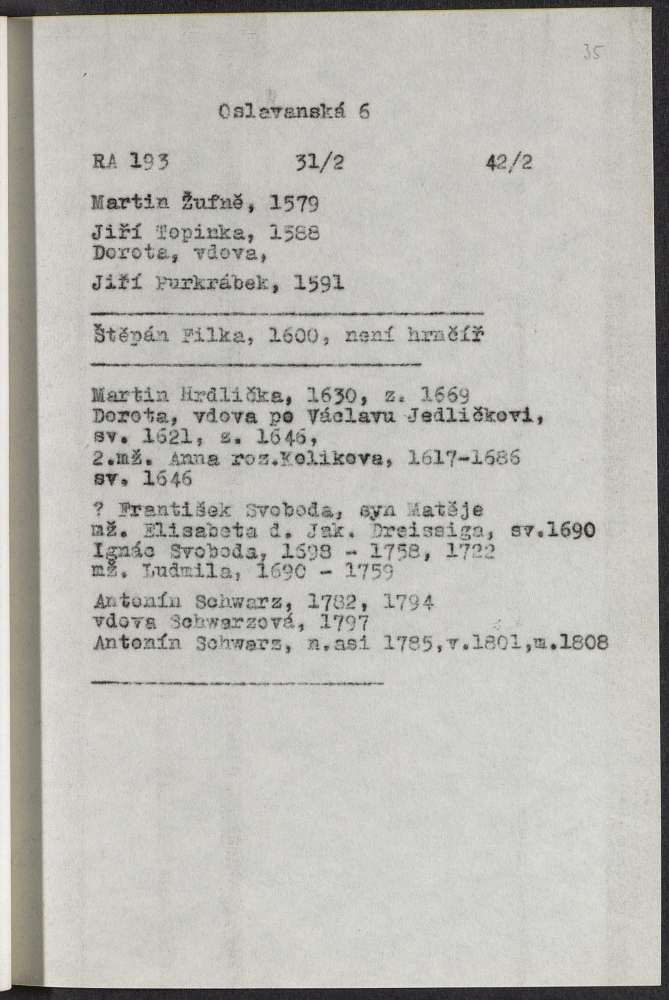 35
Oslavanská 6
RA 193 31/2 42/2
Martin Žufně, 1579
Jiří Topinka, 1588
Dorota, vdova,
Jiří Purkrábek, 1591
Štěpán Filka, 1600, není hrnčíř
Martin Hrdlička, 1630, z. 1669
Dorota, vdova po Václavu Jedličkovi,
sv. 1621, z. 1646,
2.mž. Anna roz.Kolikova, 1617-1686
sv. 1646
? František Svoboda, syn Matěje
mž. Elisabeta d. Jak. Dreissiga, sv.1690
Ignác Svoboda, 1698 - 1758, 1722
mž. Ludmila, 1690 - 1759
Antonín Schwarz, 1782, 1794
vdova Schwarzová, 1797
Antonín Schwarz, n.asi 1785,v.1801,m.1808